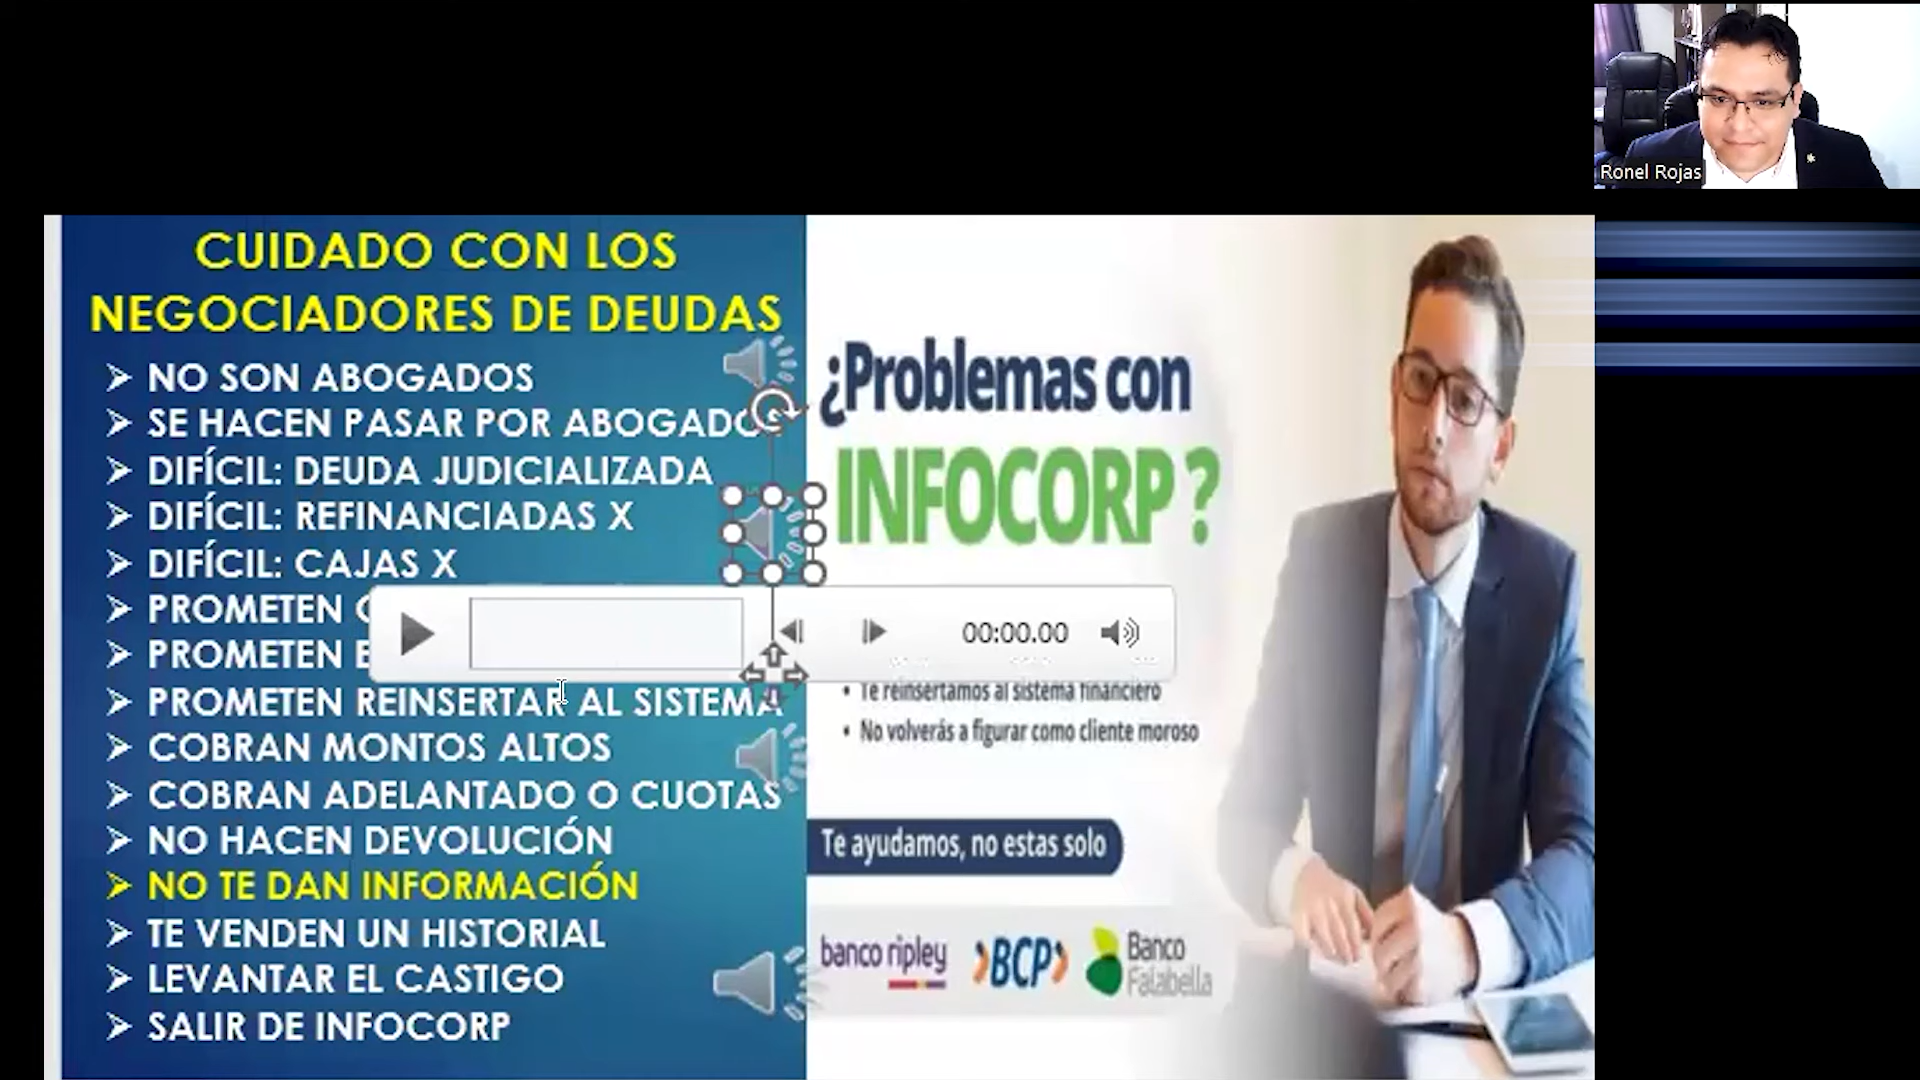 Ronel Rojas
CUIDADO CON LOS
NEGOCIADORES DE DEUDAS
➤ NO SON ABOGADOS
➤ SE HACEN PASAR POR ABOGADOS
➤ DIFÍCIL: DEUDA JUDICIALIZADA
➤ DIFÍCIL: REFINANCIADAS X
➤ DIFÍCIL: CAJAS X
➤ PROMETEN
➤ PROMETEN
➤ PROMETEN REINSERTAR AL SISTEMA
➤ COBRAN MONTOS ALTOS
➤ COBRAN ADELANTADO O CUOTAS
➤ NO HACEN DEVOLUCIÓN
➤ NO TE DAN INFORMACIÓN
➤ TE VENDEN UN HISTORIAL
➤ LEVANTAR EL CASTIGO
➤ SALIR DE INFOCORP
¿Problemas con
INFOCORP?
00:00.00
• Te reinsertamos al sistema financiero
• No volverás a figurar como cliente moroso
Te ayudamos, no estas solo
banco ripley
BCP
Banco
Falabella